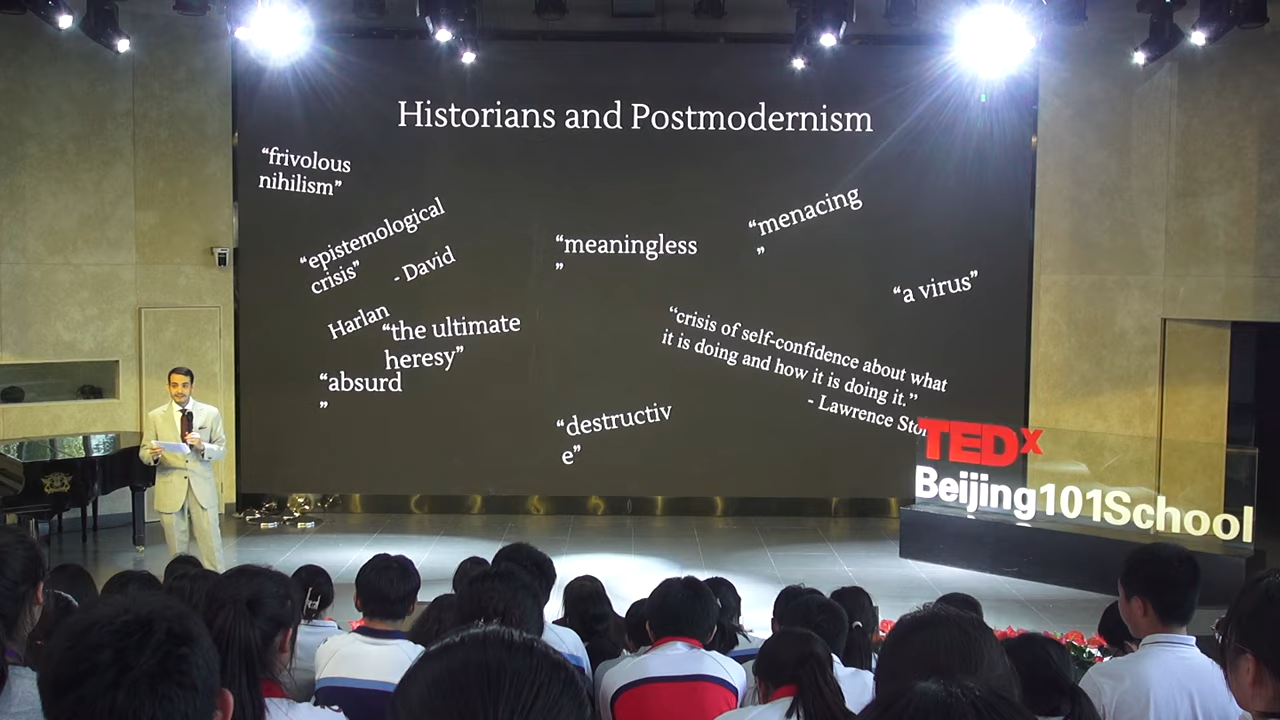 Historians and Postmodernism
“frivolous
nihilism”
“epistemological
crisis”
- David
Harlan
“the ultimate
heresy”
“absurd
”
“meaningless
”
“destructiv
e”
“menacing
”
“a virus”
“crisis of self-confidence about what
it is doing and how it is doing it.”
- Lawrence
TEDx
Beijing101School